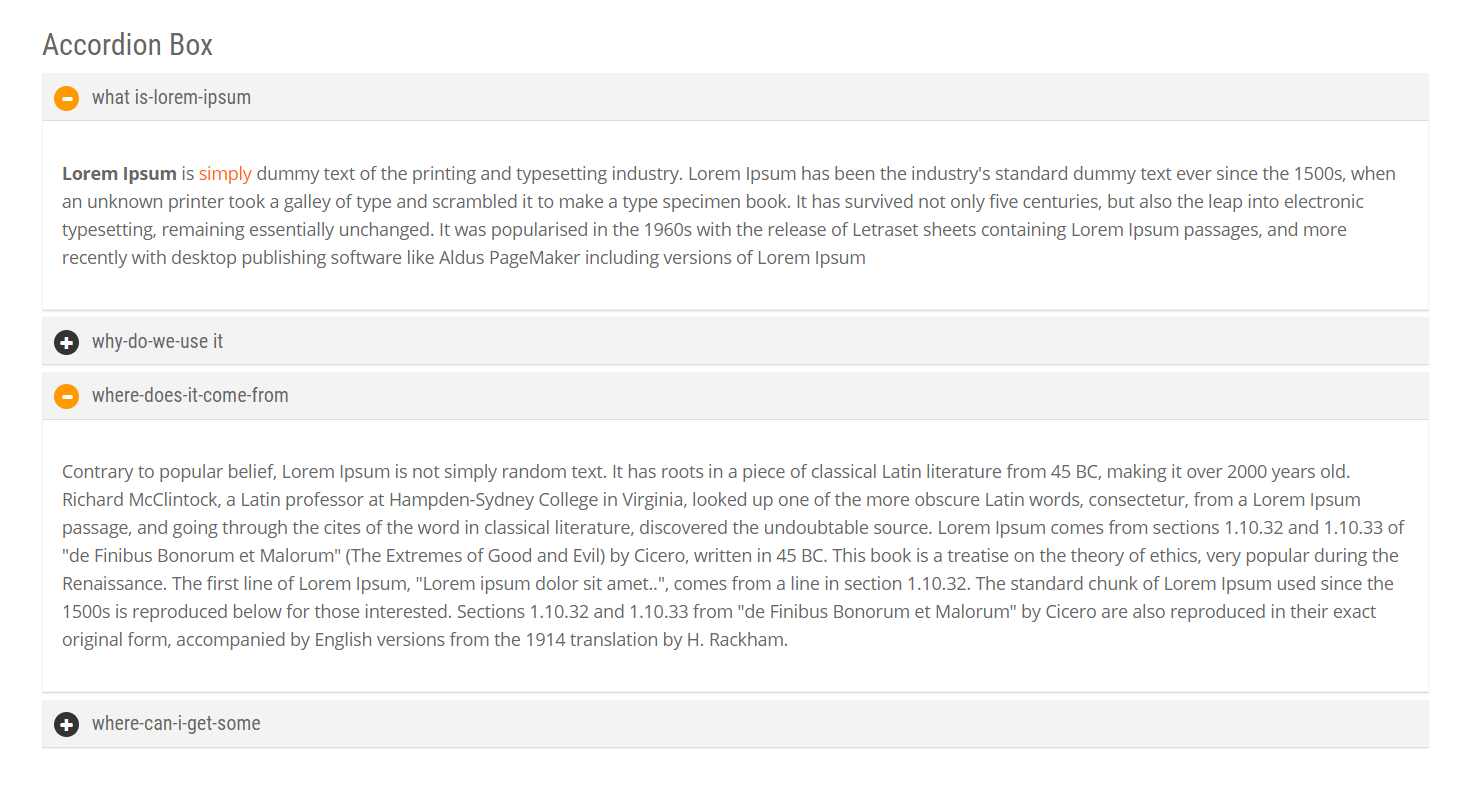 Accordion Box
what is-lorem-ipsum
Lorem Ipsum is simply dummy text of the printing and typesetting industry. Lorem Ipsum has been the industry's standard dummy text ever since the 1500s, when
an unknown printer took a galley of type and scrambled it to make a type specimen book. It has survived not only five centuries, but also the leap into electronic
typesetting, remaining essentially unchanged. It was popularised in the 1960s with the release of Letraset sheets containing Lorem Ipsum passages, and more
recently with desktop publishing software like Aldus PageMaker including versions of Lorem Ipsum
why-do-we-use it
where-does-it-come-from
Contrary to popular belief, Lorem Ipsum is not simply random text. It has roots in a piece of classical Latin literature from 45 BC, making it over 2000 years old.
Richard McClintock, a Latin professor at Hampden-Sydney College in Virginia, looked up one of the more obscure Latin words, consectetur, from a Lorem Ipsum
passage, and going through the cites of the word in classical literature, discovered the undoubtable source. Lorem Ipsum comes from sections 1.10.32 and 1.10.33 of
"de Finibus Bonorum et Malorum" (The Extremes of Good and Evil) by Cicero, written in 45 BC. This book is a treatise on the theory of ethics, very popular during the
Renaissance. The first line of Lorem Ipsum, "Lorem ipsum dolor sit amet..", comes from a line in section 1.10.32. The standard chunk of Lorem Ipsum used since the
1500s is reproduced below for those interested. Sections 1.10.32 and 1.10.33 from "de Finibus Bonorum et Malorum" by Cicero are also reproduced in their exact
original form, accompanied by English versions from the 1914 translation by H. Rackham.
where-can-i-get-some